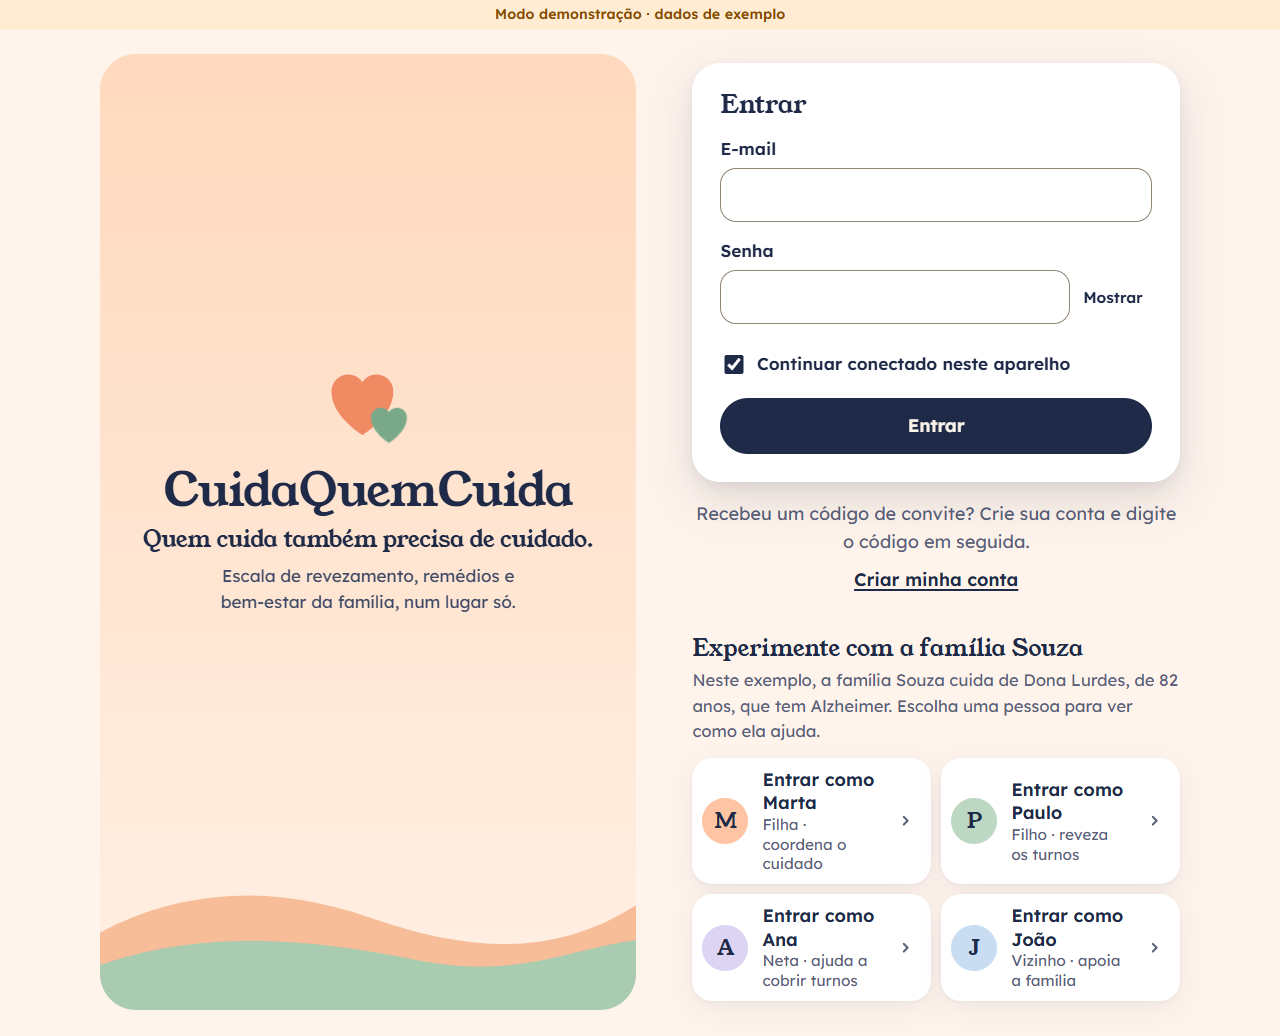 Modo demonstração · dados de exemplo
CuidaQuemCuida
Quem cuida também precisa de cuidado.
Escala de revezamento, remédios e
bem-estar da família, num lugar só.
Entrar
E-mail
Senha
Mostrar
Continuar conectado neste aparelho
Entrar
Recebeu um código de convite? Crie sua conta e digite
o código em seguida.
Criar minha conta
Experimente com a família Souza
Neste exemplo, a família Souza cuida de Dona Lurdes, de 82
anos, que tem Alzheimer. Escolha uma pessoa para ver
como ela ajuda.
M
Entrar como
Marta
Filha ·
coordena o
cuidado
P
Entrar como
Paulo
Filho · reveza
os turnos
A
Entrar como
Ana
Neta · ajuda a
cobrir turnos
J
Entrar como
João
Vizinho · apoia
a família